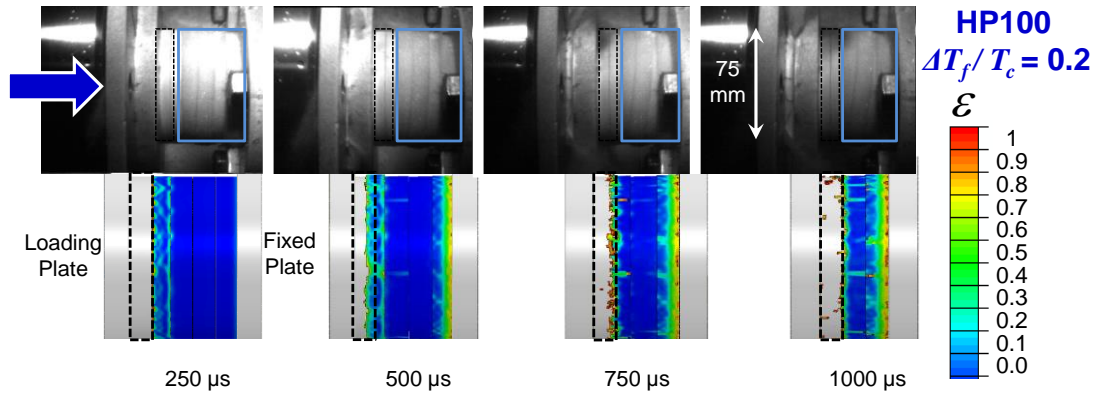 HP100
ΔT_f / T_c = 0.2
75
mm
ε
1
0.9
0.8
0.7
0.6
0.5
0.4
0.3
0.2
0.1
0.0
Loading
Plate
Fixed
Plate
250 µs
500 µs
750 µs
1000 µs